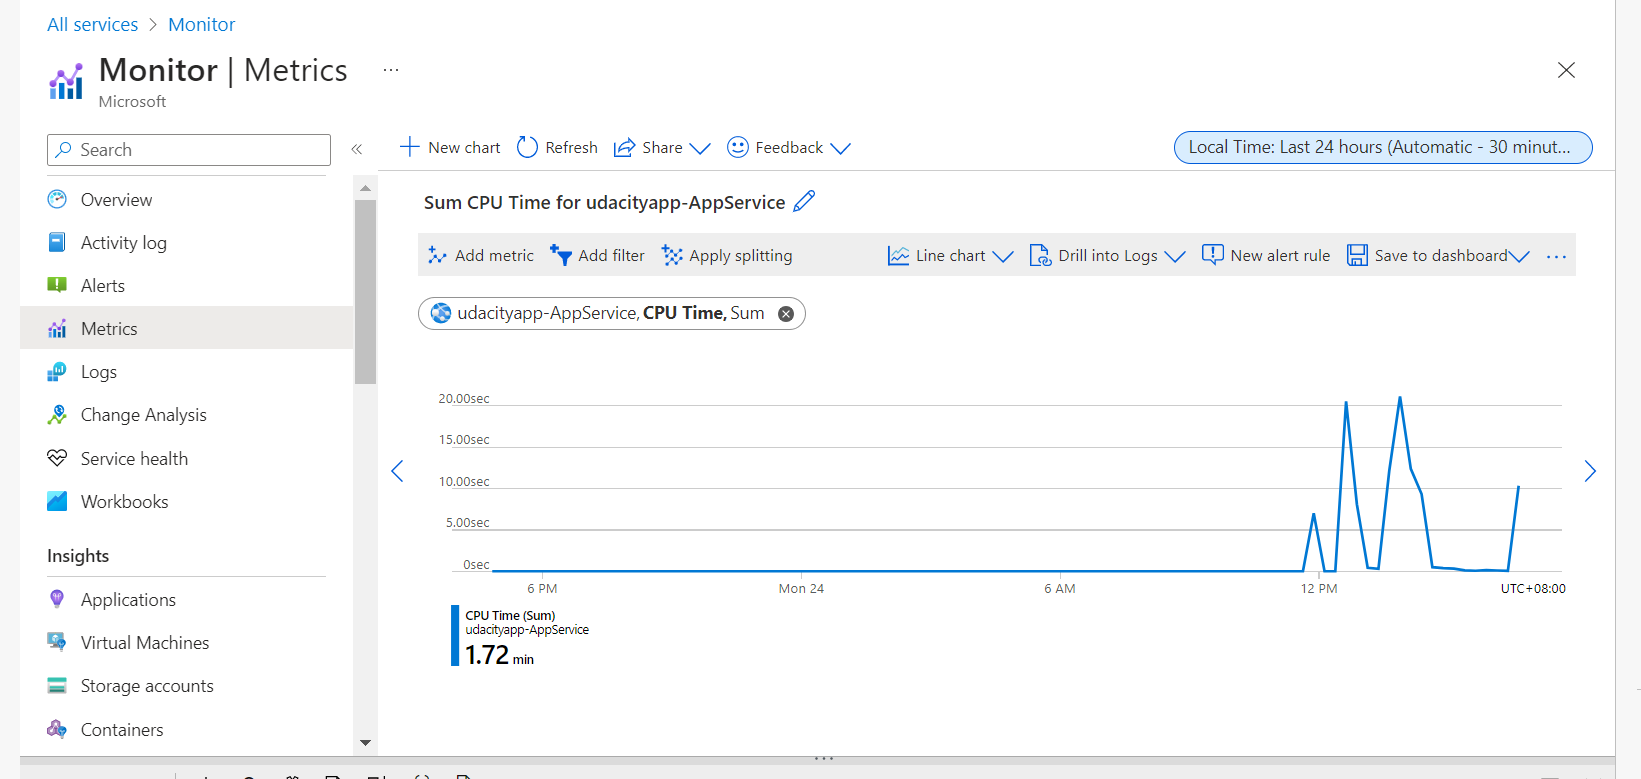 All services > Monitor
Monitor | Metrics ...
Microsoft
Search «
New chart Refresh Share Feedback Local Time: Last 24 hours (Automatic - 30 minut...
Overview
Activity log
Alerts
Metrics
Logs
Change Analysis
Service health
Workbooks
Insights
Applications
Virtual Machines
Storage accounts
Containers
Sum CPU Time for udacityapp-AppService
Add metric Add filter Apply splitting Line chart Drill into Logs New alert rule Save to dashboard ...
udacityapp-AppService, CPU Time, Sum
20.00sec
15.00sec
10.00sec
5.00sec
0sec
6 PM Mon 24 6 AM 12 PM UTC+08:00
CPU Time (Sum)
udacityapp-AppService
1.72 min